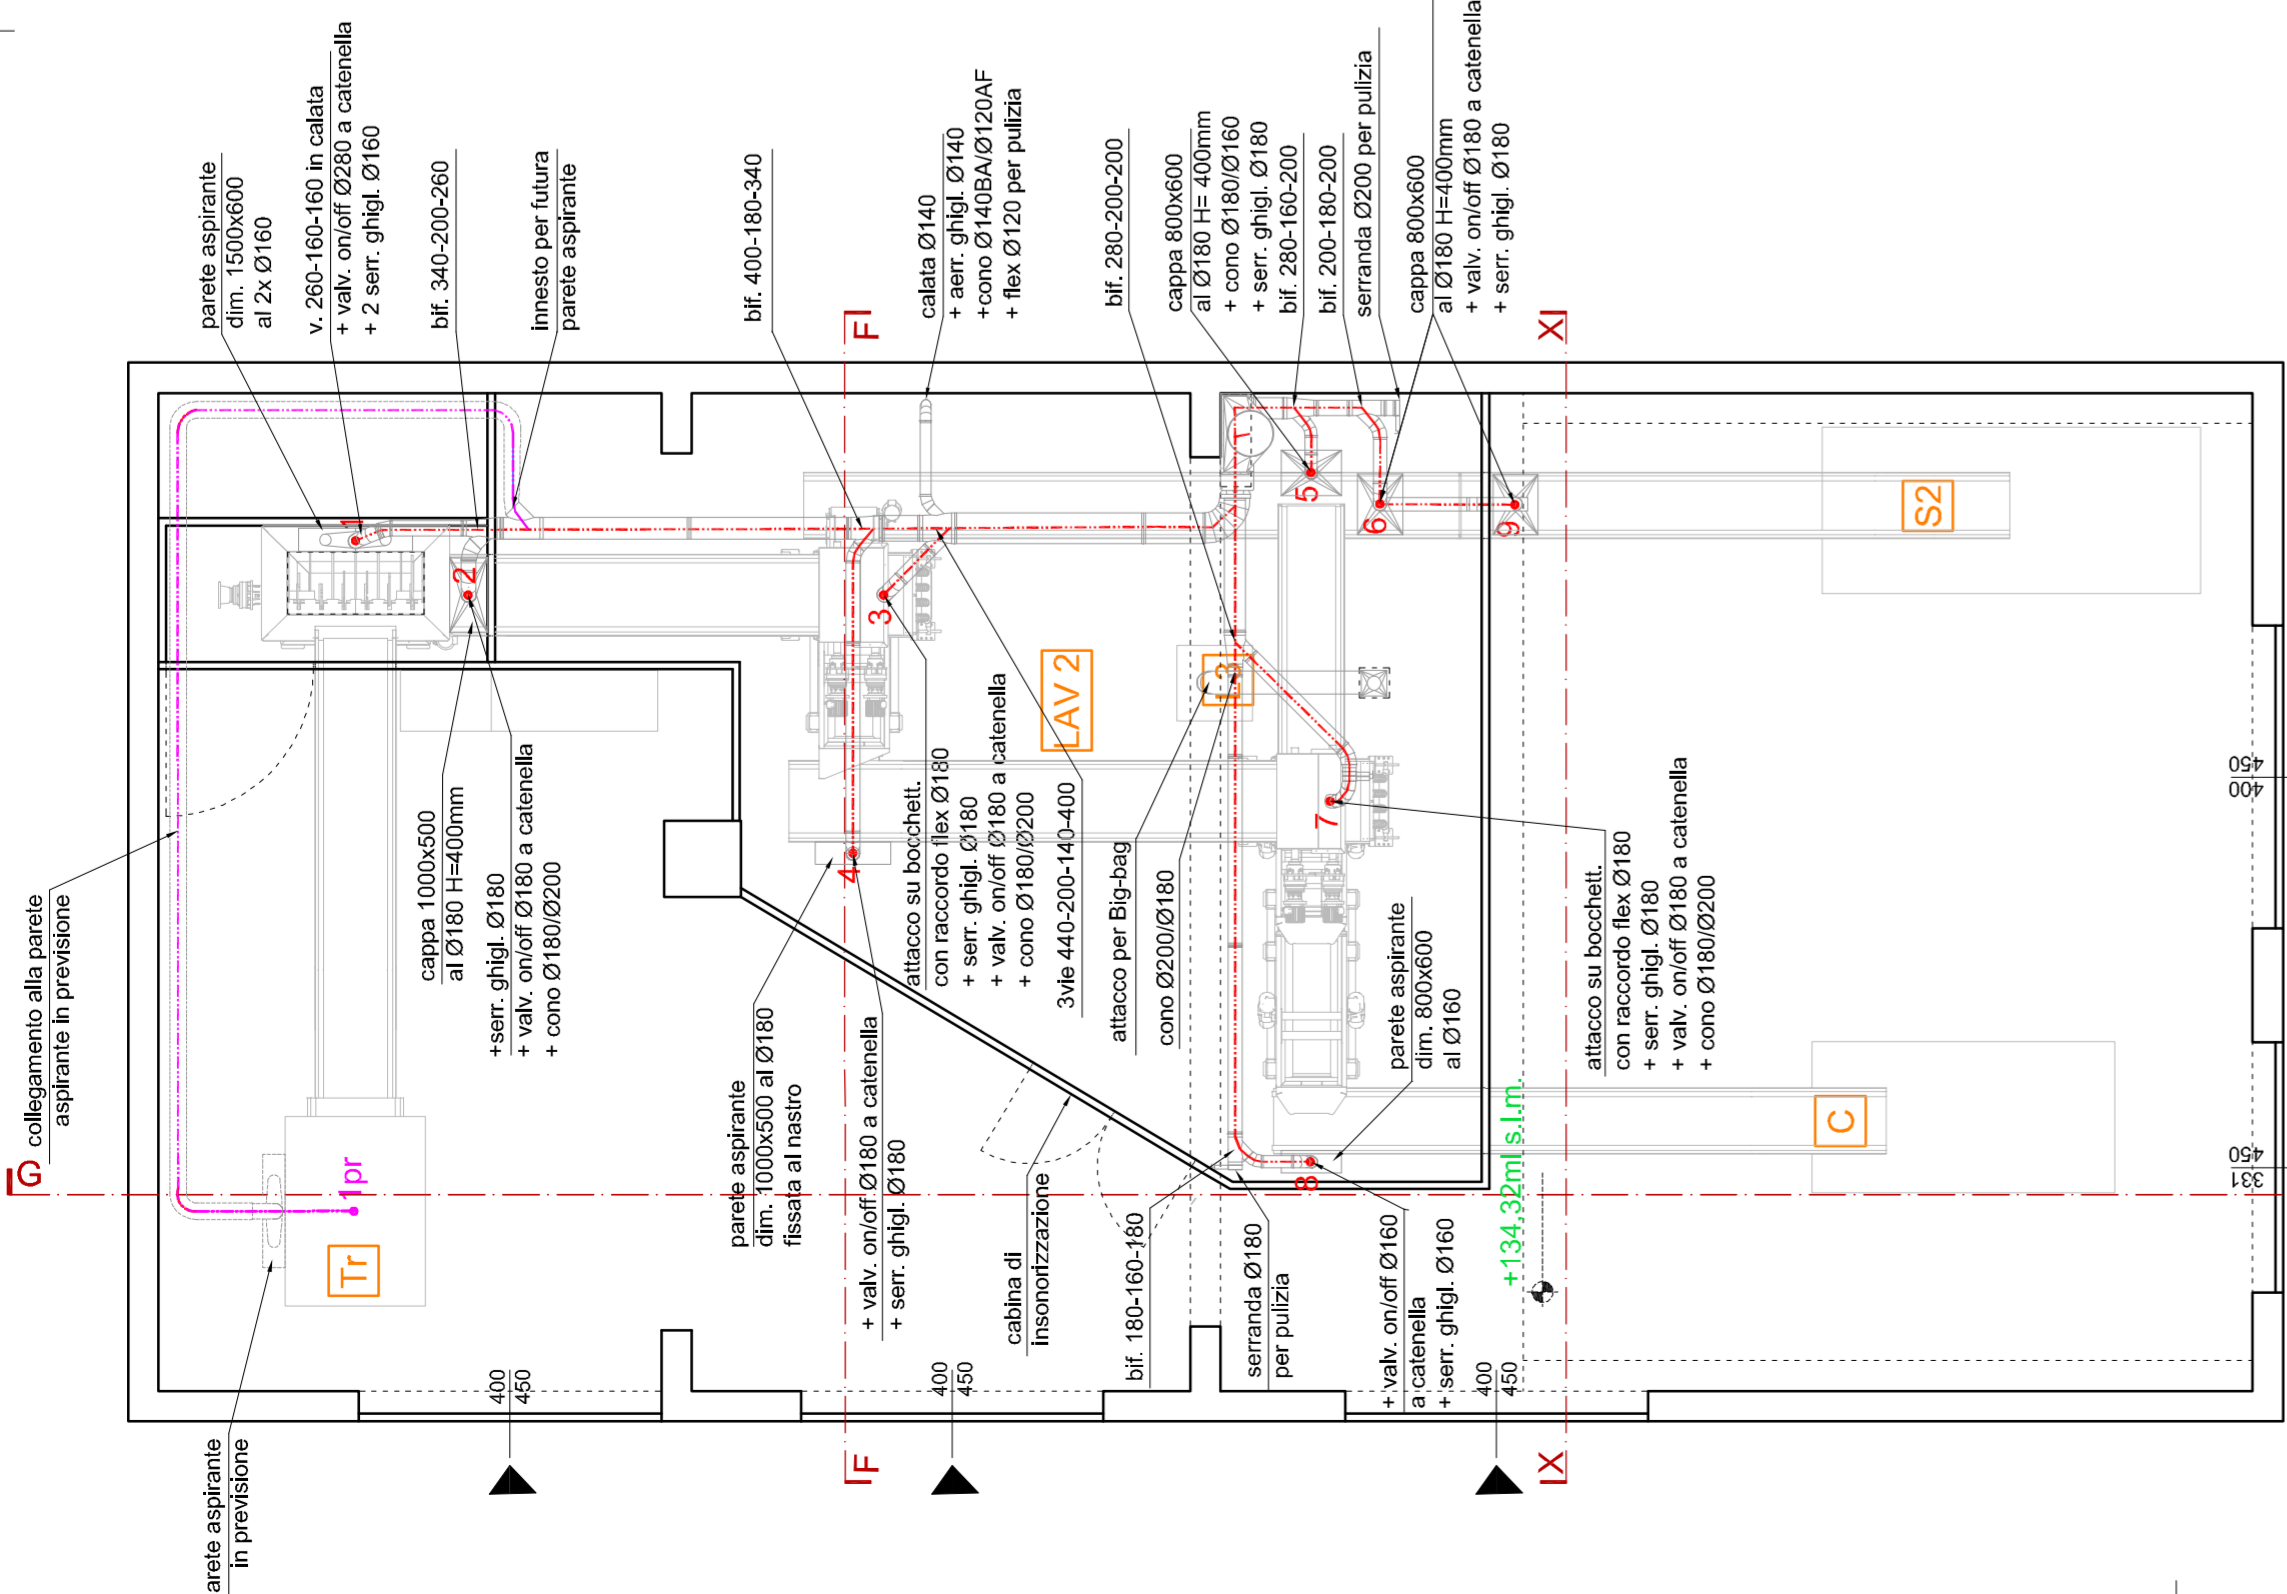 collegamento alla parete
aspirante in previsione
G
parete aspirante
dim. 1500x600
al 2x Ø160
v. 260-160-160 in calata
+ valv. on/off Ø280 a catenella
+ 2 serr. ghigl. Ø160
bif. 340-200-260
innesto per futura
parete aspirante
bif. 400-180-340
F
calata Ø140
+ aerr. ghigl. Ø140
+cono Ø140BA/Ø120AF
+ flex Ø120 per pulizia
bif. 280-200-200
cappa 800x600
al Ø180 H= 400mm
+ cono Ø180/Ø160
+ serr. ghigl. Ø180
bif. 280-160-200
bif. 200-180-200
serranda Ø200 per pulizia
cappa 800x600
al Ø180 H=400mm
+ valv. on/off Ø180 a catenella
+ serr. ghigl. Ø180
X
1
2
3
4
5
6
9
7
8
1pr
Tr
LAV 2
L3
S2
C
cappa 1000x500
al Ø180 H=400mm
+serr. ghigl. Ø180
+ valv. on/off Ø180 a catenella
+ cono Ø180/Ø200
parete aspirante
dim. 1000x500 al Ø180
fissata al nastro
+ valv. on/off Ø180 a catenella
+ serr. ghigl. Ø180
attacco su bocchett.
con raccordo flex Ø180
+ serr. ghigl. Ø180
+ valv. on/off Ø180 a catenella
+ cono Ø180/Ø200
3vie 440-200-140-400
attacco per Big-bag
cono Ø200/Ø180
cabina di
insonorizzazione
bif. 180-160-180
serranda Ø180
per pulizia
parete aspirante
dim. 800x600
al Ø160
+ valv. on/off Ø160
a catenella
+ serr. ghigl. Ø160
attacco su bocchett.
con raccordo flex Ø180
+ serr. ghigl. Ø180
+ valv. on/off Ø180 a catenella
+ cono Ø180/Ø200
+134,32ml s.l.m.
arete aspirante
in previsione
400
450
400
450
400
450
450
400
450
331
F
X